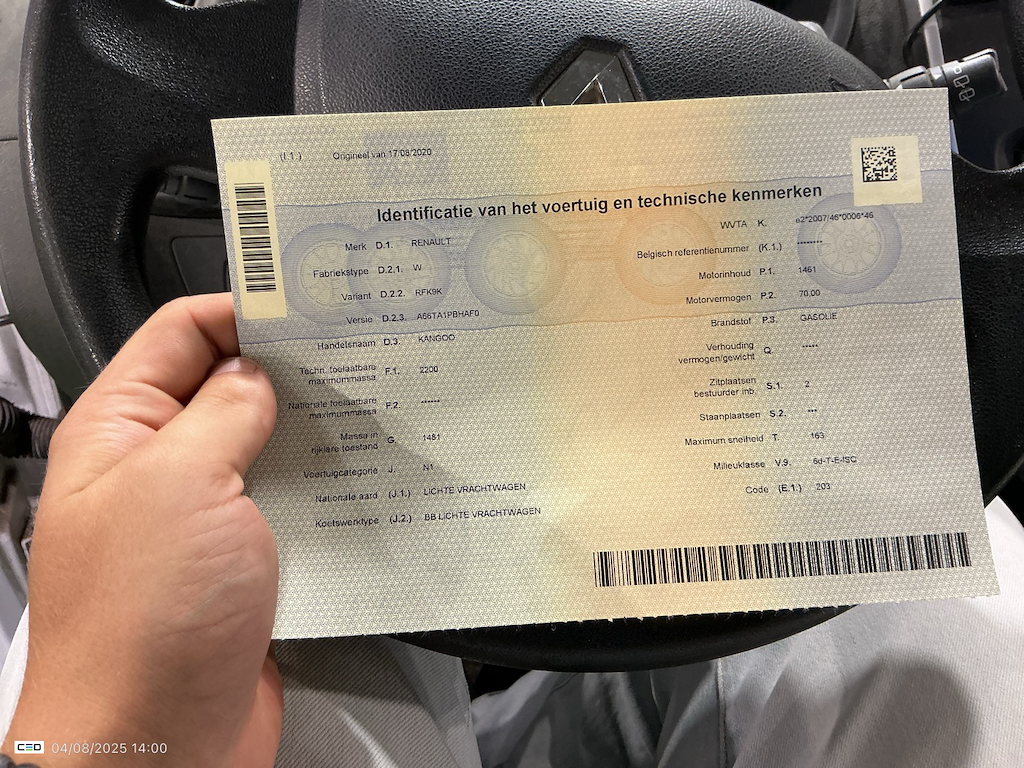 (I.1.) Origineel van 17/08/2020
Identificatie van het voertuig en technische kenmerken
Merk D.1. RENAULT
Fabriekstype D.2.1. W
Variant D.2.2. RFK9K
Versie D.2.3. A66TA1PBHAF0
Handelsnaam D.3. KANGOO
Techn. toelaatbare
maximummassa F.1. 2200
Nationale toelaatbare
maximummassa F.2. ******
Massa in
rijklare toestand G. 1481
Voertuigcategorie J. N1
Nationale aard (J.1.) LICHTE VRACHTWAGEN
Koetswerktype (J.2.) BB LICHTE VRACHTWAGEN
WVTA K. e2*2007/46*0006*46
Belgisch referentienummer (K.1.) ********
Motorinhoud P.1. 1461
Motorvermogen P.2. 70,00
Brandstof P.3. GASOLIE
Verhouding
vermogen/gewicht Q. *****
Zitplaatsen
bestuurder inb. S.1. 2
Staanplaatsen S.2. ***
Maximum snelheid T. 163
Milieuklasse V.9. 6d-T-E-ISC
Code (E.1.) 203
CEO 04/08/2025 14:00